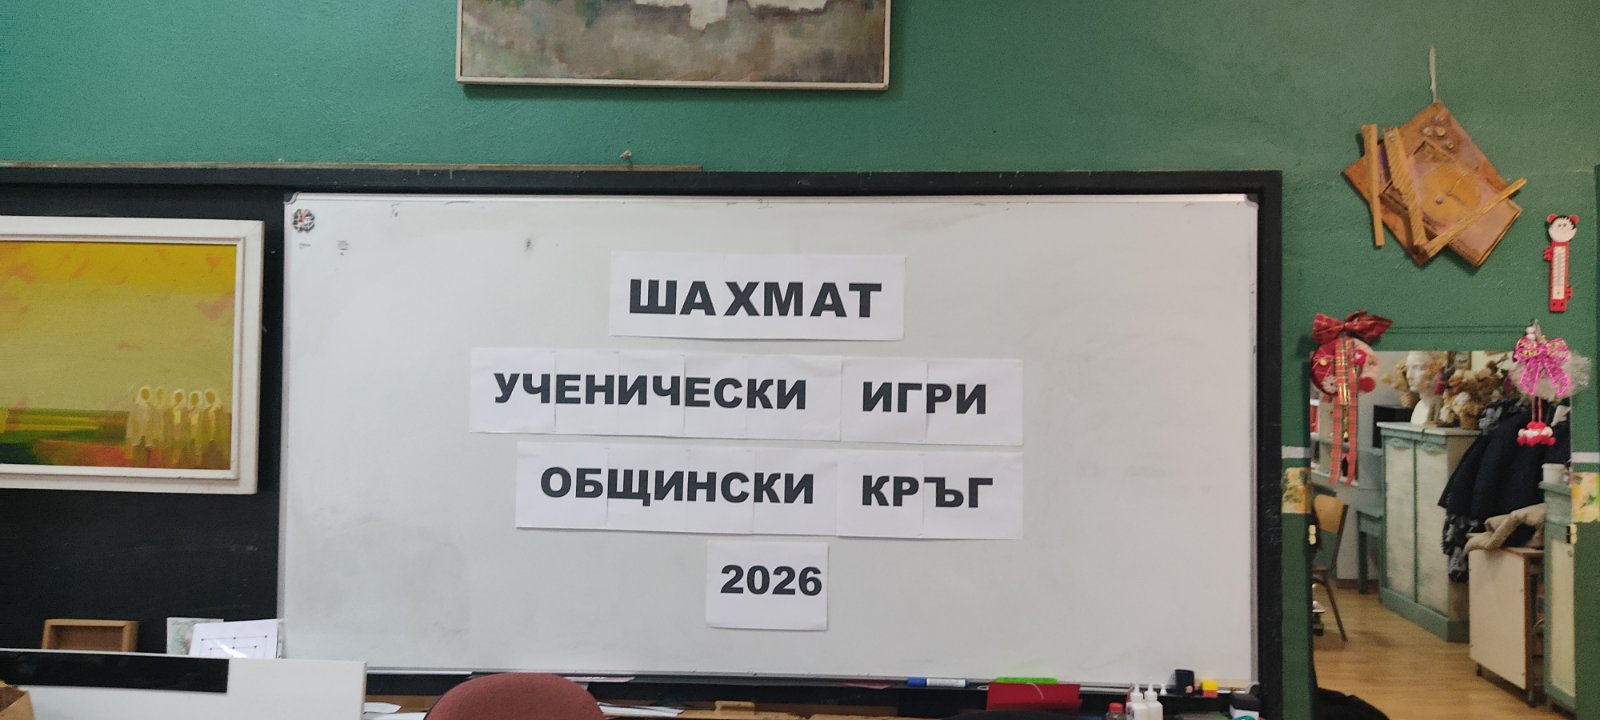 ШАХМАТ
УЧЕНИЧЕСКИ ИГРИ
ОБЩИНСКИ КРЪГ
2026